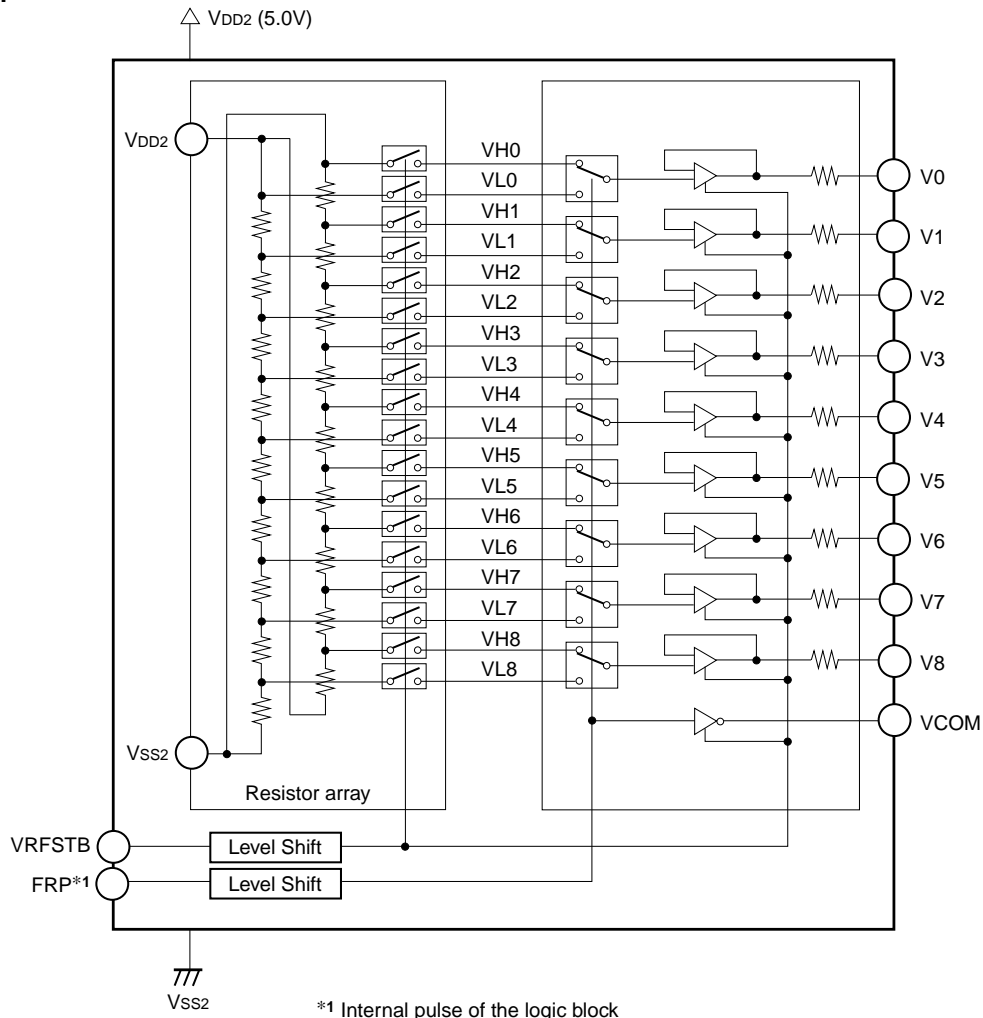 VDD2 (5.0V)
VDD2
VH0
VL0
V0
VH1
VL1
V1
VH2
VL2
V2
VH3
VL3
V3
VH4
VL4
V4
VH5
VL5
V5
VH6
VL6
V6
VH7
VL7
V7
VH8
VL8
V8
VCOM
VSS2
Resistor array
VRFSTB
Level Shift
FRP*1
Level Shift
VSS2
*1 Internal pulse of the logic block